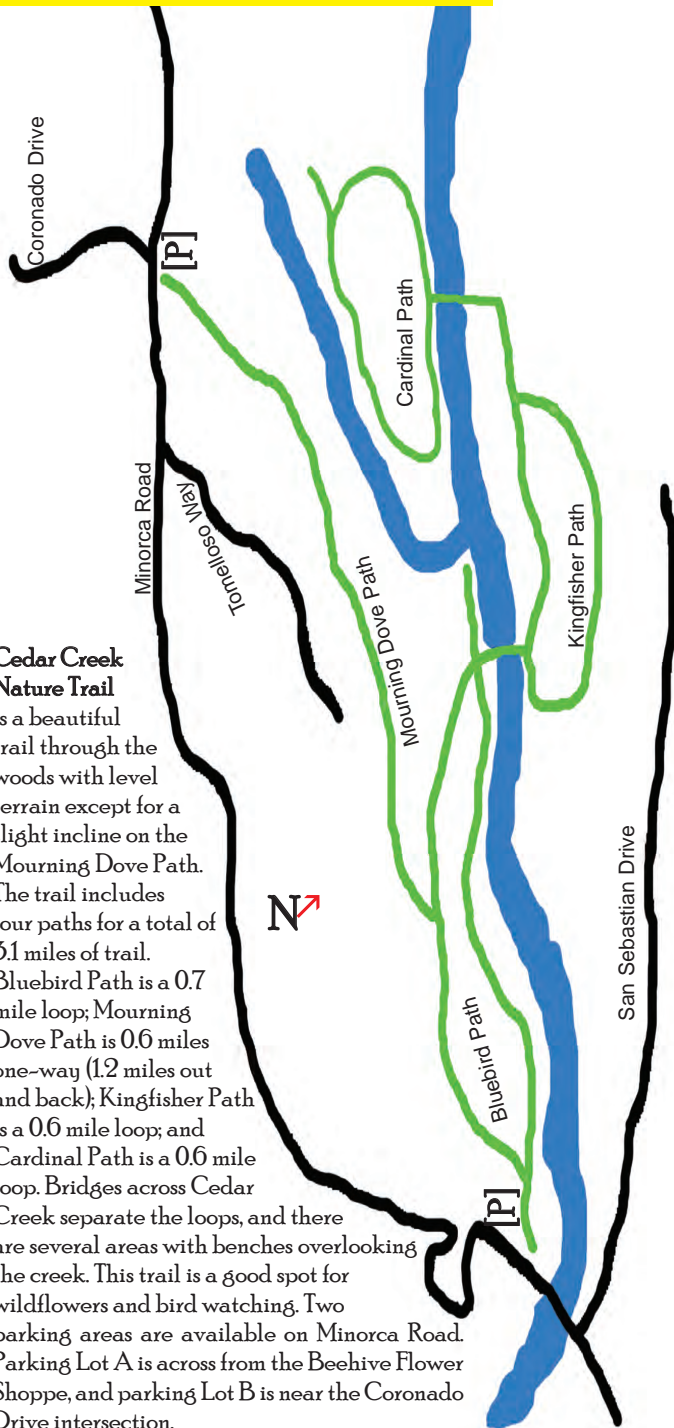 Coronado Drive
[P]
Cardinal Path
Minorca Road
Tomelloso Way
Kingfisher Path
Mourning Dove Path
San Sebastian Drive
N
Bluebird Path
[P]
Cedar Creek
Nature Trail
s a beautiful
rail through the
woods with level
errain except for a
light incline on the
Mourning Dove Path.
The trail includes
our paths for a total of
3.1 miles of trail.
Bluebird Path is a 0.7
mile loop; Mourning
Dove Path is 0.6 miles
one-way (1.2 miles out
and back); Kingfisher Path
s a 0.6 mile loop; and
Cardinal Path is a 0.6 mile
oop. Bridges across Cedar
Creek separate the loops, and there
are several areas with benches overlooking
the creek. This trail is a good spot for
wildflowers and bird watching. Two
parking areas are available on Minorca Road.
Parking Lot A is across from the Beehive Flower
Shoppe, and parking Lot B is near the Coronado
Drive intersection.